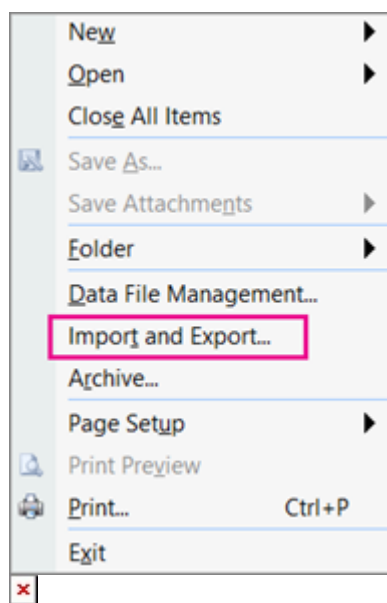 New
Open
Close All Items
Save As...
Save Attachments
Folder
Data File Management...
Import and Export...
Archive...
Page Setup
Print Preview
Print... Ctrl+P
Exit